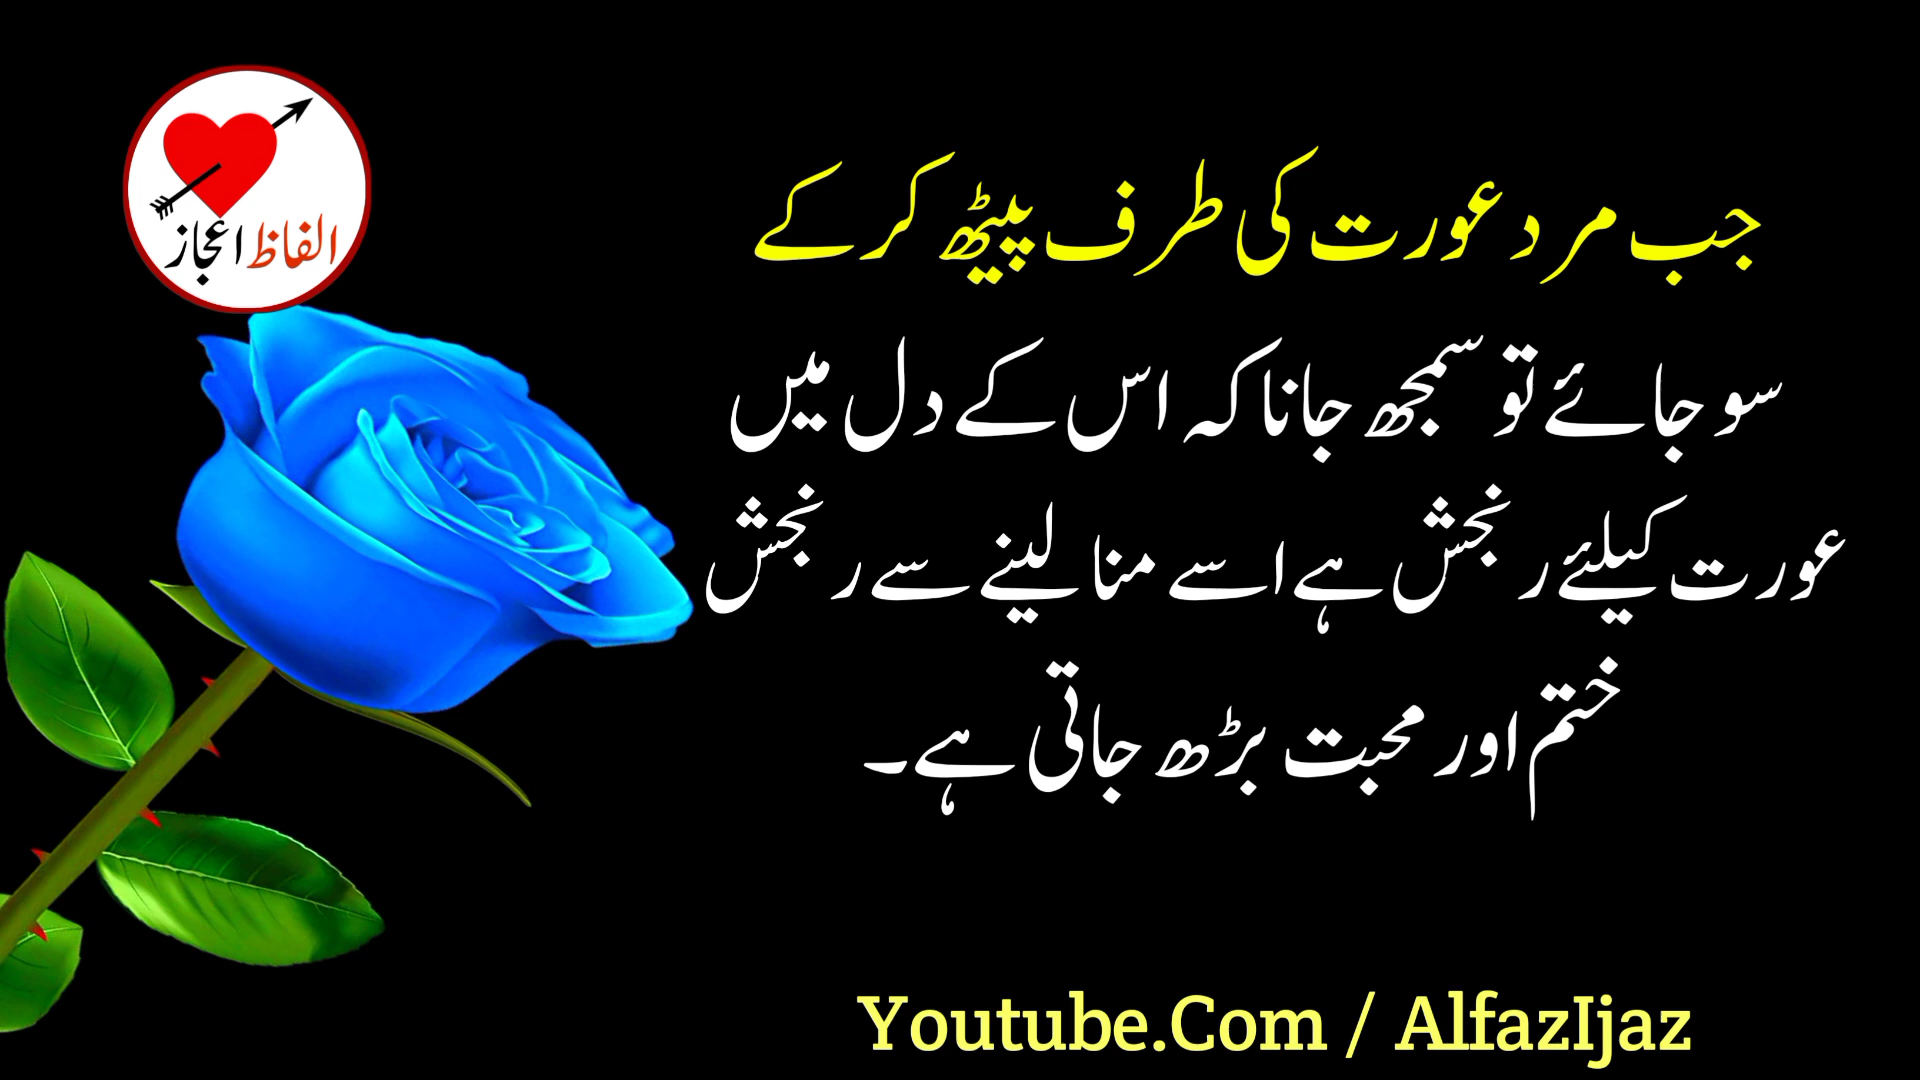 الفاظ اعجاز
جب مرد عورت کی طرف پیٹھ کر کے
سو جائے تو سمجھ جانا کہ اس کے دل میں
عورت کیلئے رنجش ہے اسے منا لینے سے رنجش
ختم اور محبت بڑھ جاتی ہے۔
Youtube.Com / AlfazIjaz